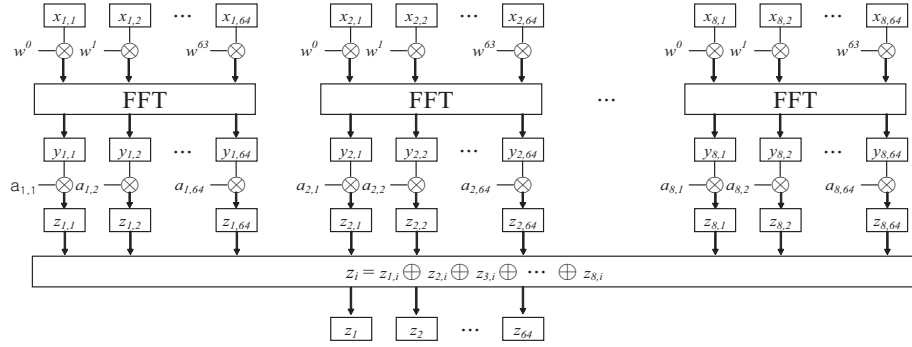 x1,1 x1,2 ... x1,64 x2,1 x2,2 ... x2,64 x8,1 x8,2 ... x8,64
w0 w1 w63 w0 w1 w63 w0 w1 w63
FFT FFT ... FFT
y1,1 y1,2 ... y1,64 y2,1 y2,2 ... y2,64 y8,1 y8,2 ... y8,64
a1,1 a1,2 a1,64 a2,1 a2,2 a2,64 a8,1 a8,2 a8,64
z1,1 z1,2 z1,64 z2,1 z2,2 z2,64 z8,1 z8,2 z8,64
zi = z1,i ⊕ z2,i ⊕ z3,i ⊕ ... ⊕ z8,i
z1 z2 ... z64